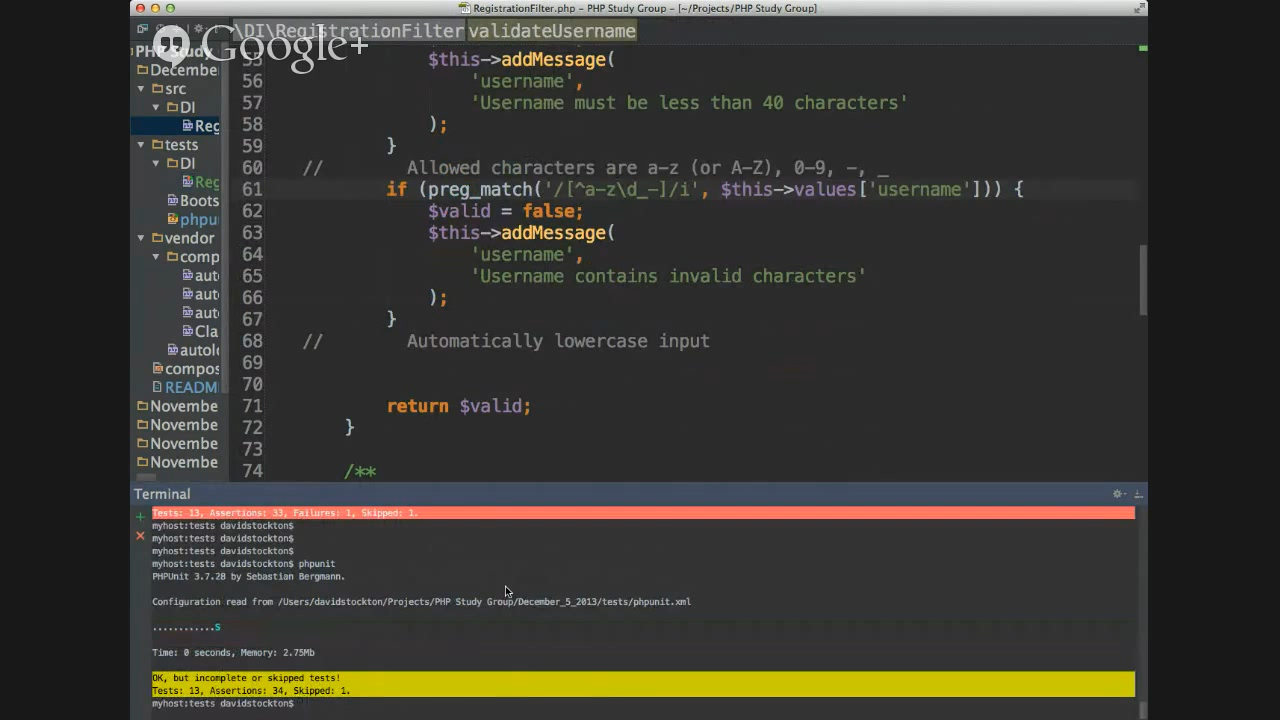 RegistrationFilter.php - PHP Study Group - [~/Projects/PHP Study Group]
\DI\RegistrationFilter validateUsername
Google+
PHP Study
Decembe
src
DI
Reg
tests
DI
Reg
Boots
phpu
vendor
comp
auto
auto
auto
Cla
autol
compos
README
Novembe
Novembe
Novembe
Novembe
55 $this->addMessage(
56 'username',
57 'Username must be less than 40 characters'
58 );
59 }
60 // Allowed characters are a-z (or A-Z), 0-9, -, _
61 if (preg_match('/[^a-z\d_-]/i', $this->values['username'])) {
62 $valid = false;
63 $this->addMessage(
64 'username',
65 'Username contains invalid characters'
66 );
67 }
68 // Automatically lowercase input
69
70
71 return $valid;
72 }
73
74 /**
Terminal
Tests: 13, Assertions: 33, Failures: 1, Skipped: 1.
myhost:tests davidstockton$
myhost:tests davidstockton$
myhost:tests davidstockton$
myhost:tests davidstockton$ phpunit
PHPUnit 3.7.28 by Sebastian Bergmann.
Configuration read from /Users/davidstockton/Projects/PHP Study Group/December_5_2013/tests/phpunit.xml
............S
Time: 0 seconds, Memory: 2.75Mb
OK, but incomplete or skipped tests!
Tests: 13, Assertions: 34, Skipped: 1.
myhost:tests davidstockton$